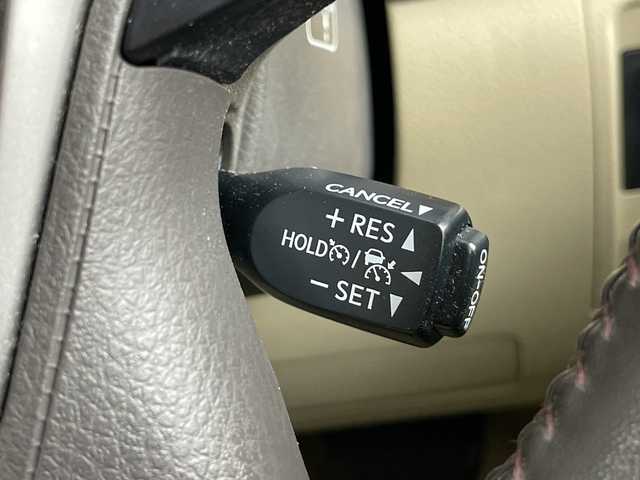 CANCEL▼
+ RES▲
HOLD /
− SET▼
ON-OFF